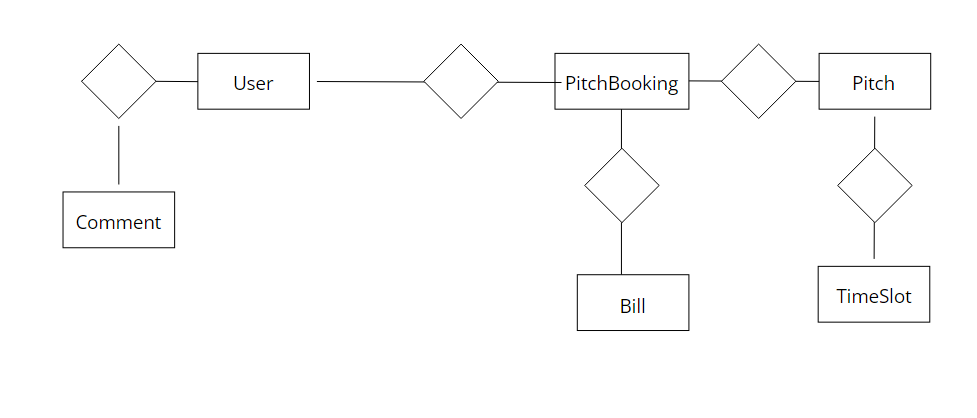 User
PitchBooking
Pitch
Comment
TimeSlot
Bill